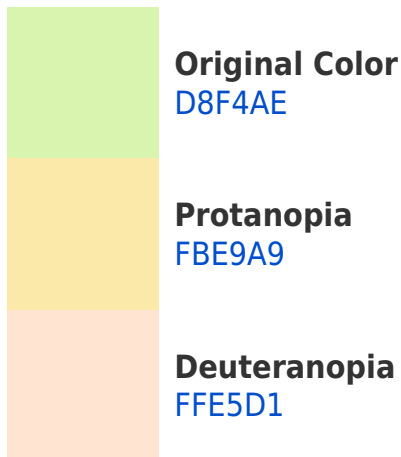 Original Color
D8F4AE
Protanopia
FBE9A9
Deuteranopia
FFE5D1